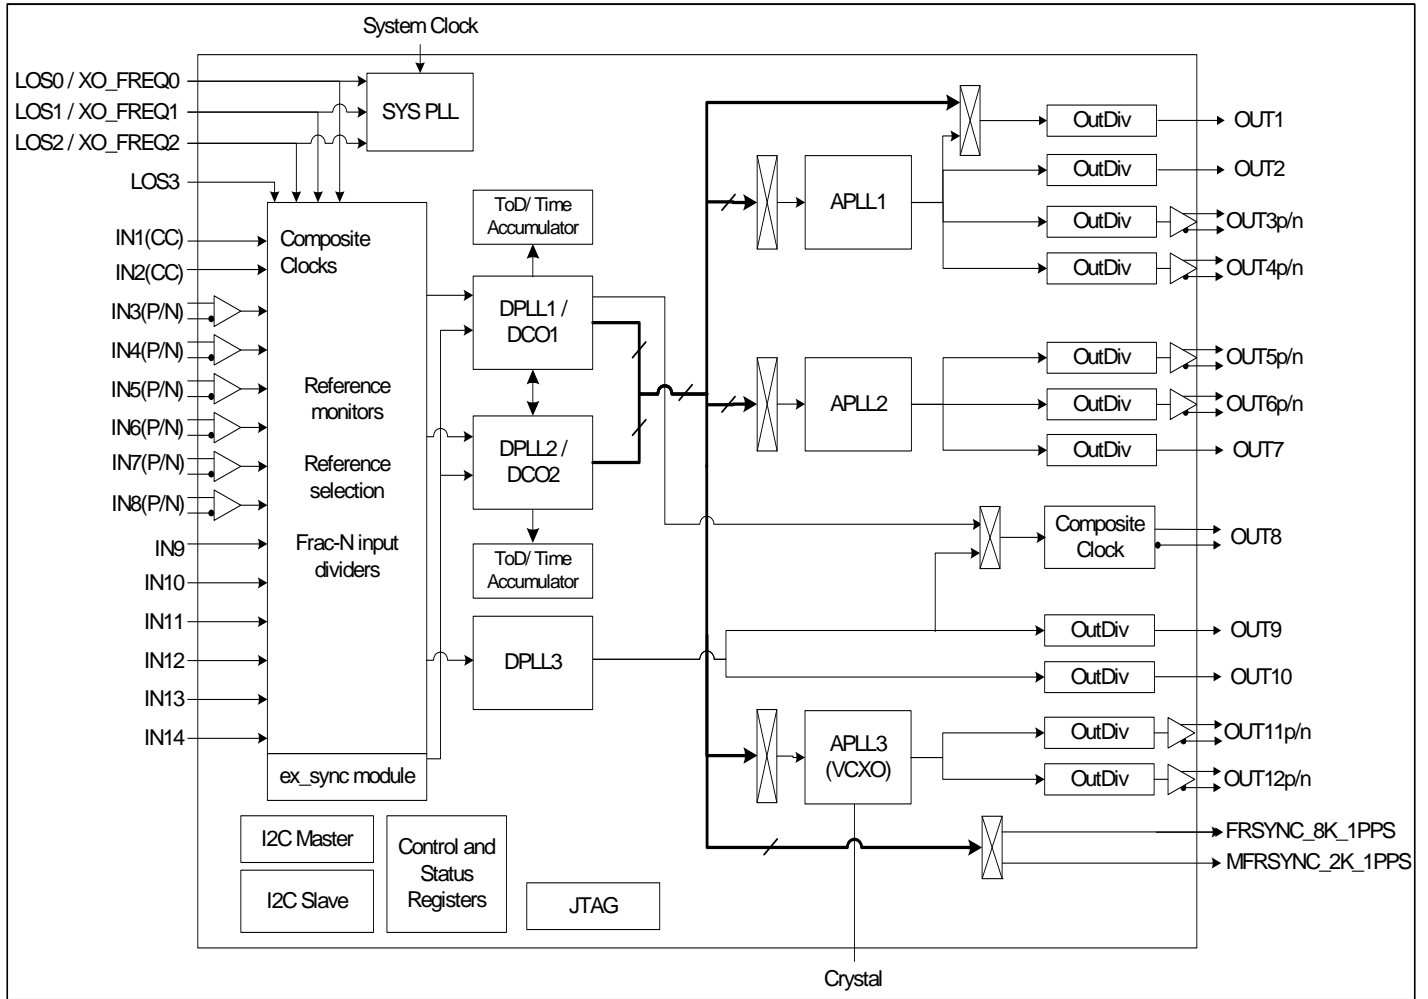 System Clock
LOS0 / XO_FREQ0
LOS1 / XO_FREQ1
LOS2 / XO_FREQ2
LOS3
SYS PLL
IN1(CC)
IN2(CC)
IN3(P/N)
IN4(P/N)
IN5(P/N)
IN6(P/N)
IN7(P/N)
IN8(P/N)
IN9
IN10
IN11
IN12
IN13
IN14
Composite
Clocks
Reference
monitors
Reference
selection
Frac-N input
dividers
ex_sync module
ToD/ Time
Accumulator
DPLL1 /
DCO1
DPLL2 /
DCO2
ToD/ Time
Accumulator
DPLL3
APLL1
APLL2
APLL3
(VCXO)
OutDiv
OUT1
OutDiv
OUT2
OutDiv
OUT3p/n
OutDiv
OUT4p/n
OutDiv
OUT5p/n
OutDiv
OUT6p/n
OutDiv
OUT7
Composite
Clock
OUT8
OutDiv
OUT9
OutDiv
OUT10
OutDiv
OUT11p/n
OutDiv
OUT12p/n
FRSYNC_8K_1PPS
MFRSYNC_2K_1PPS
I2C Master
I2C Slave
Control and
Status
Registers
JTAG
Crystal